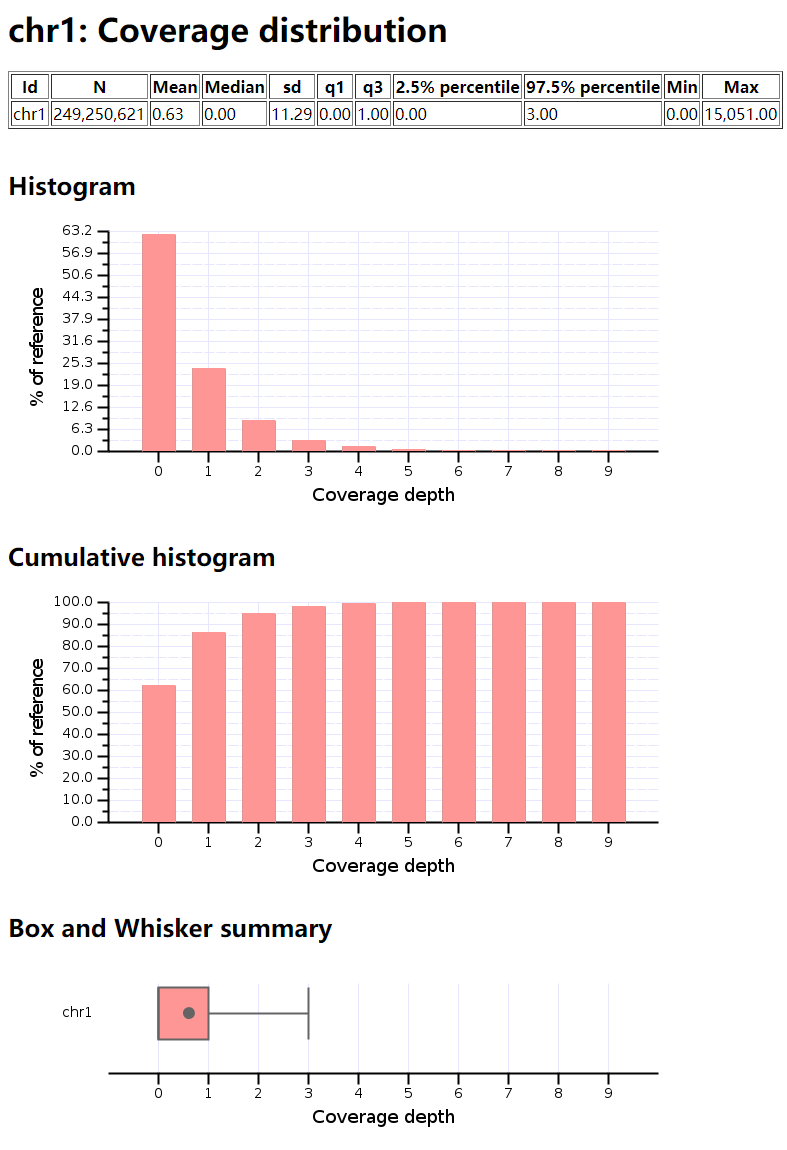 chr1: Coverage distribution
Id N Mean Median sd q1 q3 2.5% percentile 97.5% percentile Min Max
chr1 249,250,621 0.63 0.00 11.29 0.00 1.00 0.00 3.00 0.00 15,051.00
Histogram
63.2
56.9
50.6
44.3
37.9
31.6
25.3
19.0
12.6
6.3
0.0
% of reference
0 1 2 3 4 5 6 7 8 9
Coverage depth
Cumulative histogram
100.0
90.0
80.0
70.0
60.0
50.0
40.0
30.0
20.0
10.0
0.0
% of reference
0 1 2 3 4 5 6 7 8 9
Coverage depth
Box and Whisker summary
chr1
0 1 2 3 4 5 6 7 8 9
Coverage depth